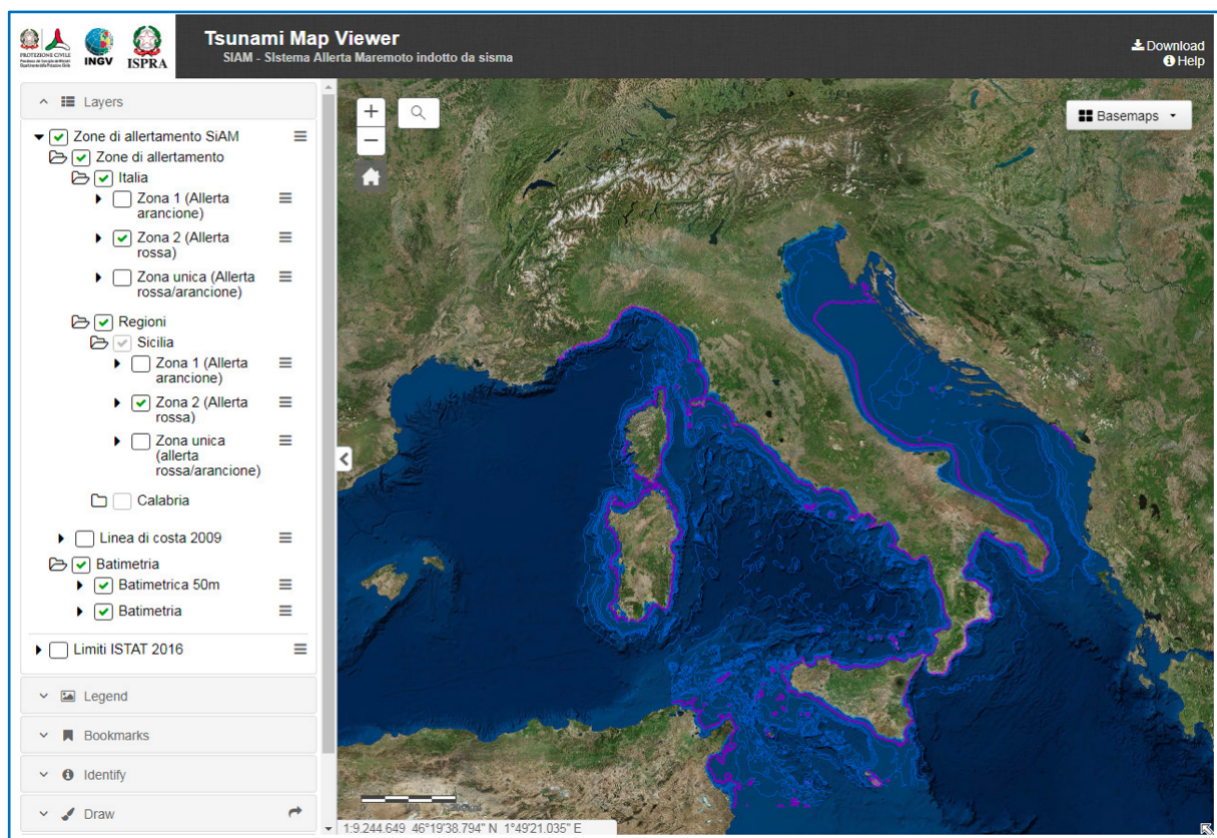 PROTEZIONE CIVILE
INGV
ISPRA
Tsunami Map Viewer
SIAM - SIstema Allerta Maremoto indotto da sisma
Download
Help
Layers
Zone di allertamento SiAM
Zone di allertamento
Italia
Zona 1 (Allerta
arancione)
Zona 2 (Allerta
rossa)
Zona unica (Allerta
rossa/arancione)
Regioni
Sicilia
Zona 1 (Allerta
arancione)
Zona 2 (Allerta
rossa)
Zona unica
(allerta
rossa/arancione)
Calabria
Linea di costa 2009
Batimetria
Batimetrica 50m
Batimetria
Limiti ISTAT 2016
Legend
Bookmarks
Identify
Draw
Basemaps
1:9.244.649 46°19'38.794" N 1°49'21.035" E